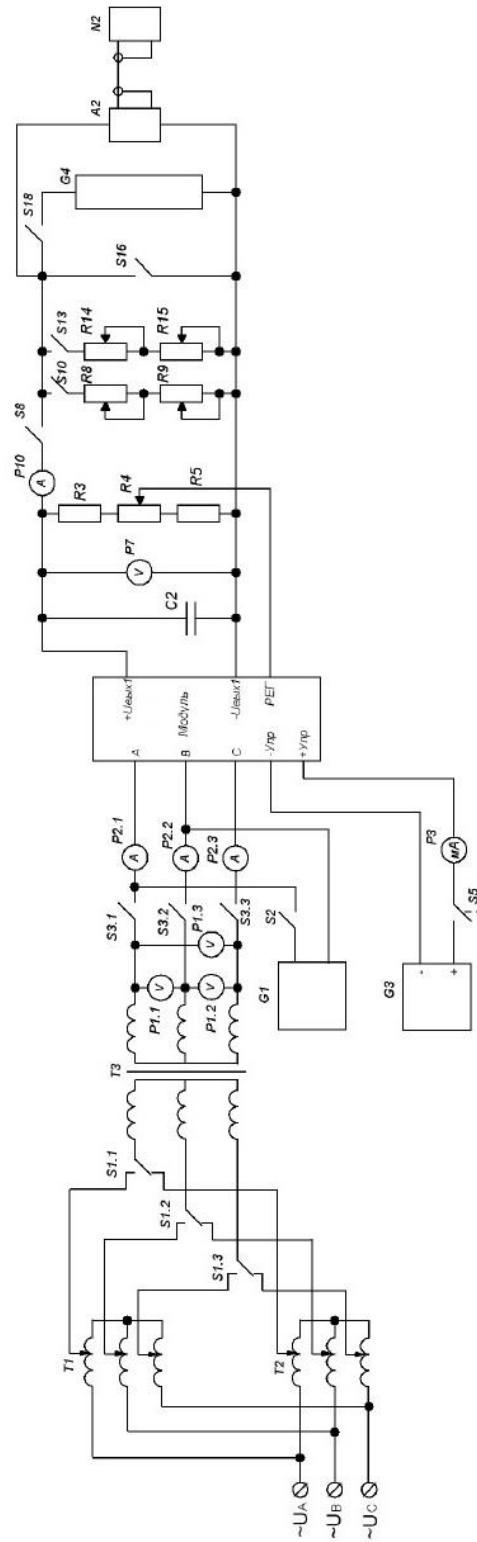 ~UA
~UB
~UC
T1
T2
S1.1
S1.2
S1.3
T3
P1.1
V
P1.2
V
P1.3
V
S3.1
S3.2
S3.3
P2.1
A
P2.2
A
P2.3
A
S2
G1
G3
-
+
S5
P3
мА
A
B
C
-Упр
+Упр
Модуль
+Uвых1
-Uвых1
РЕГ
C2
P7
V
R3
R4
R5
P10
A
S8
S10
R8
R9
S13
R14
R15
S16
S18
G4
A2
N2